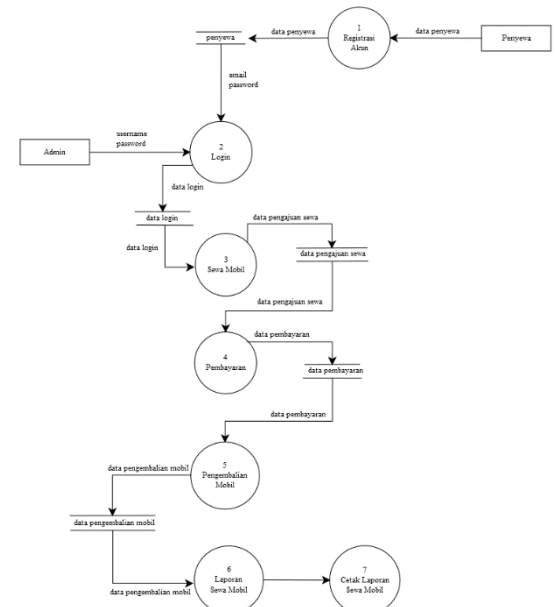 1
Registrasi
Akun
data penyewa
data penyewa
penyewa
Penyewa
email
password
username
password
Admin
2
Login
data login
data login
data login
3
Sewa Mobil
data pengajuan sewa
data pengajuan sewa
data pengajuan sewa
4
Pembayaran
data pembayaran
data pembayaran
data pembayaran
5
Pengembalian
Mobil
data pengembalian mobil
data pengembalian mobil
data pengembalian mobil
6
Laporan
Sewa Mobil
7
Cetak Laporan
Sewa Mobil